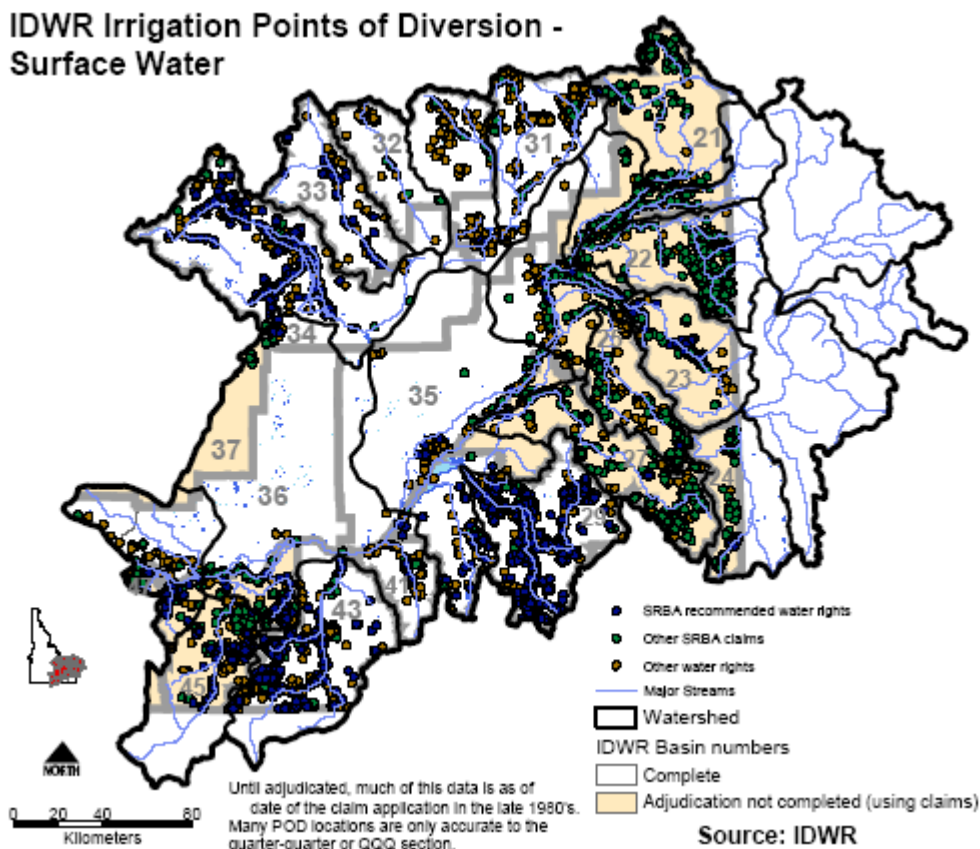 IDWR Irrigation Points of Diversion -
Surface Water
21
31
32
33
22
34
26
23
35
37
27
24
36
29
41
43
45
SRBA recommended water rights
Other SRBA claims
Other water rights
Major Streams
Watershed
IDWR Basin numbers
Complete
Adjudication not completed (using claims)
Source: IDWR
NORTH
0 20 40 60 80
Kilometers
Until adjudicated, much of this data is as of
date of the claim application in the late 1980's.
Many POD locations are only accurate to the
quarter-quarter or QQQ section.